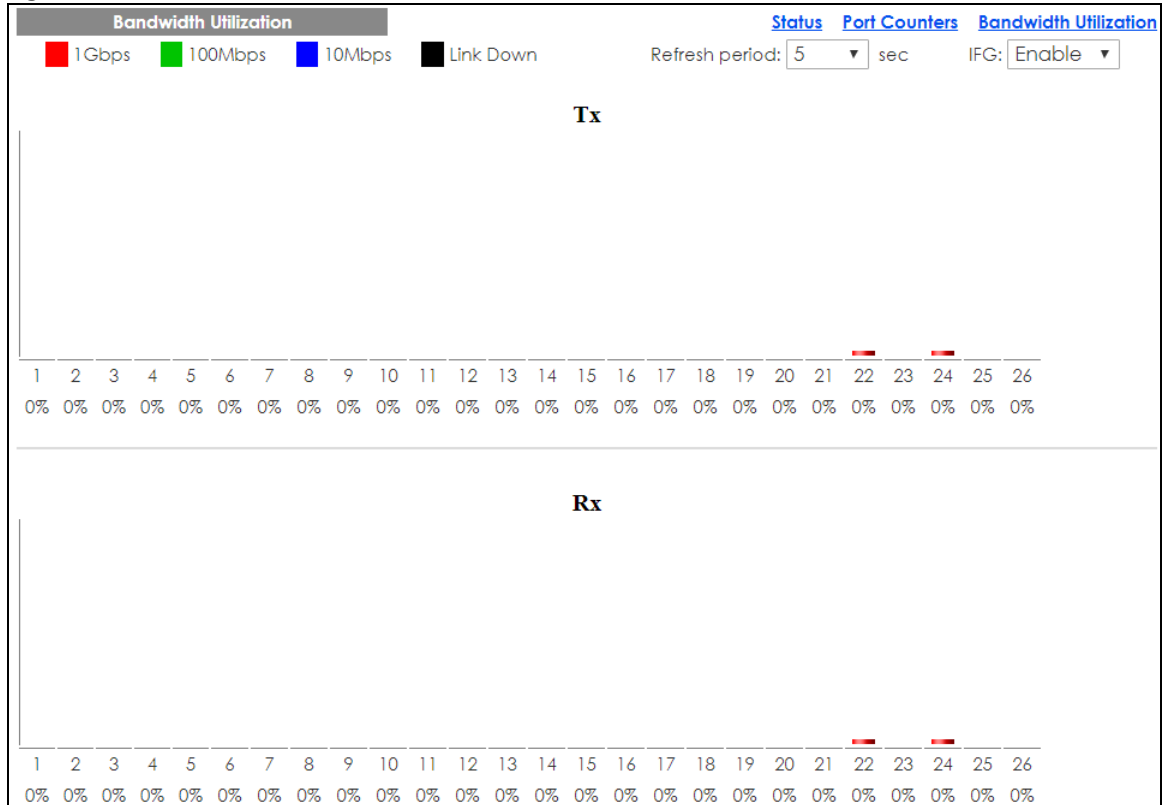 Bandwidth Utilization Status Port Counters Bandwidth Utilization
1Gbps 100Mbps 10Mbps Link Down Refresh period: 5 sec IFG: Enable
Tx
1 2 3 4 5 6 7 8 9 10 11 12 13 14 15 16 17 18 19 20 21 22 23 24 25 26
0% 0% 0% 0% 0% 0% 0% 0% 0% 0% 0% 0% 0% 0% 0% 0% 0% 0% 0% 0% 0% 0% 0% 0% 0% 0%
Rx
1 2 3 4 5 6 7 8 9 10 11 12 13 14 15 16 17 18 19 20 21 22 23 24 25 26
0% 0% 0% 0% 0% 0% 0% 0% 0% 0% 0% 0% 0% 0% 0% 0% 0% 0% 0% 0% 0% 0% 0% 0% 0% 0%